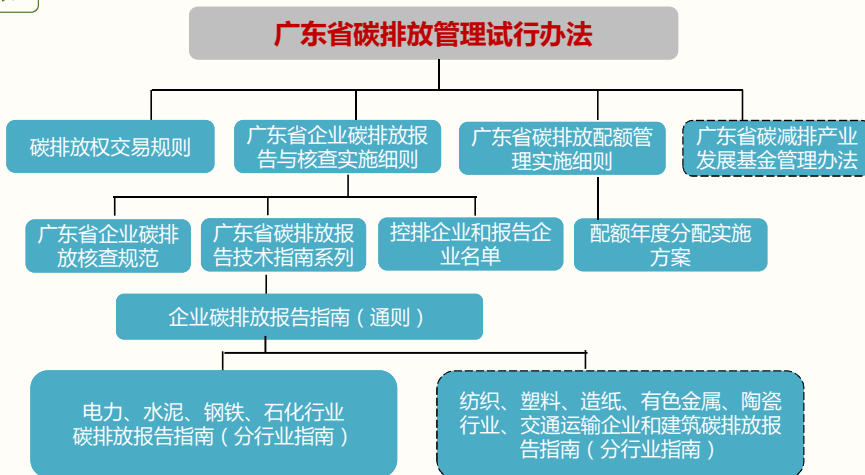 广东省碳排放管理试行办法
碳排放权交易规则
广东省企业碳排放报
告与核查实施细则
广东省碳排放配额管
理实施细则
广东省碳减排产业
发展基金管理办法
广东省企业碳排
放核查规范
广东省碳排放报
告技术指南系列
控排企业和报告企
业名单
配额年度分配实施
方案
企业碳排放报告指南（通则）
电力、水泥、钢铁、石化行业
碳排放报告指南（分行业指南）
纺织、塑料、造纸、有色金属、陶瓷
行业、交通运输企业和建筑碳排放报
告指南（分行业指南）